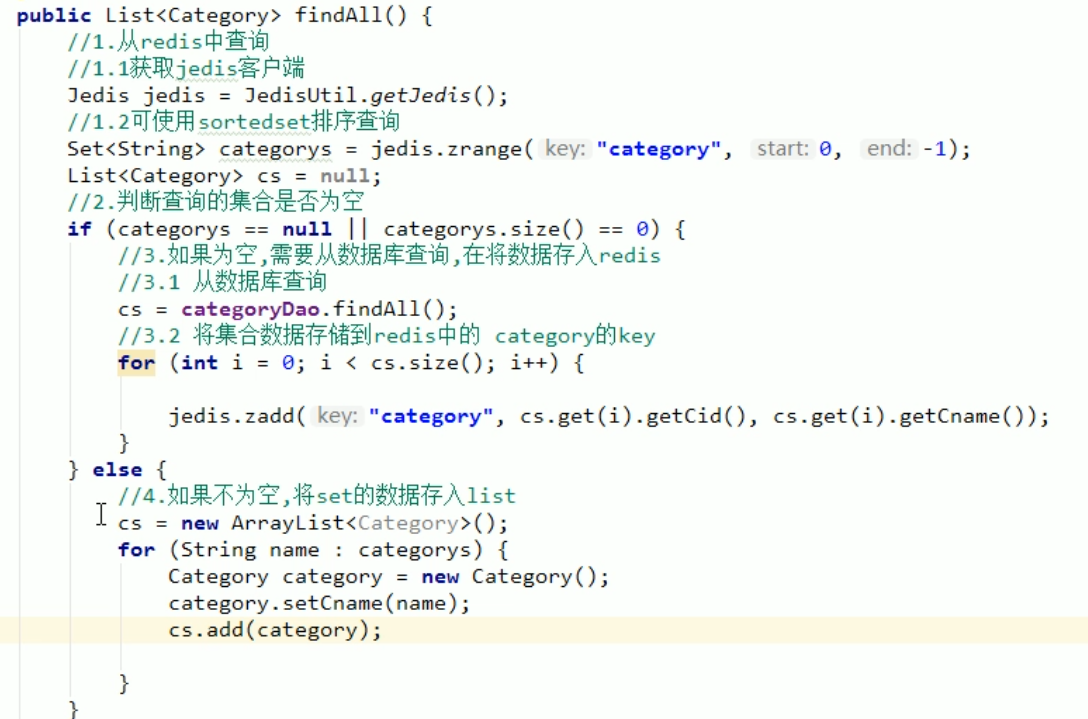 public List<Category> findAll() {
//1.从redis中查询
//1.1获取jedis客户端
Jedis jedis = JedisUtil.getJedis();
//1.2可使用sortedset排序查询
Set<String> categorys = jedis.zrange( key: "category", start: 0, end: -1);
List<Category> cs = null;
//2.判断查询的集合是否为空
if (categorys == null || categorys.size() == 0) {
//3.如果为空,需要从数据库查询,在将数据存入redis
//3.1 从数据库查询
cs = categoryDao.findAll();
//3.2 将集合数据存储到redis中的 category的key
for (int i = 0; i < cs.size(); i++) {
jedis.zadd( key: "category", cs.get(i).getCid(), cs.get(i).getCname());
}
} else {
//4.如果不为空,将set的数据存入list
cs = new ArrayList<Category>();
for (String name : categorys) {
Category category = new Category();
category.setCname(name);
cs.add(category);
}
}